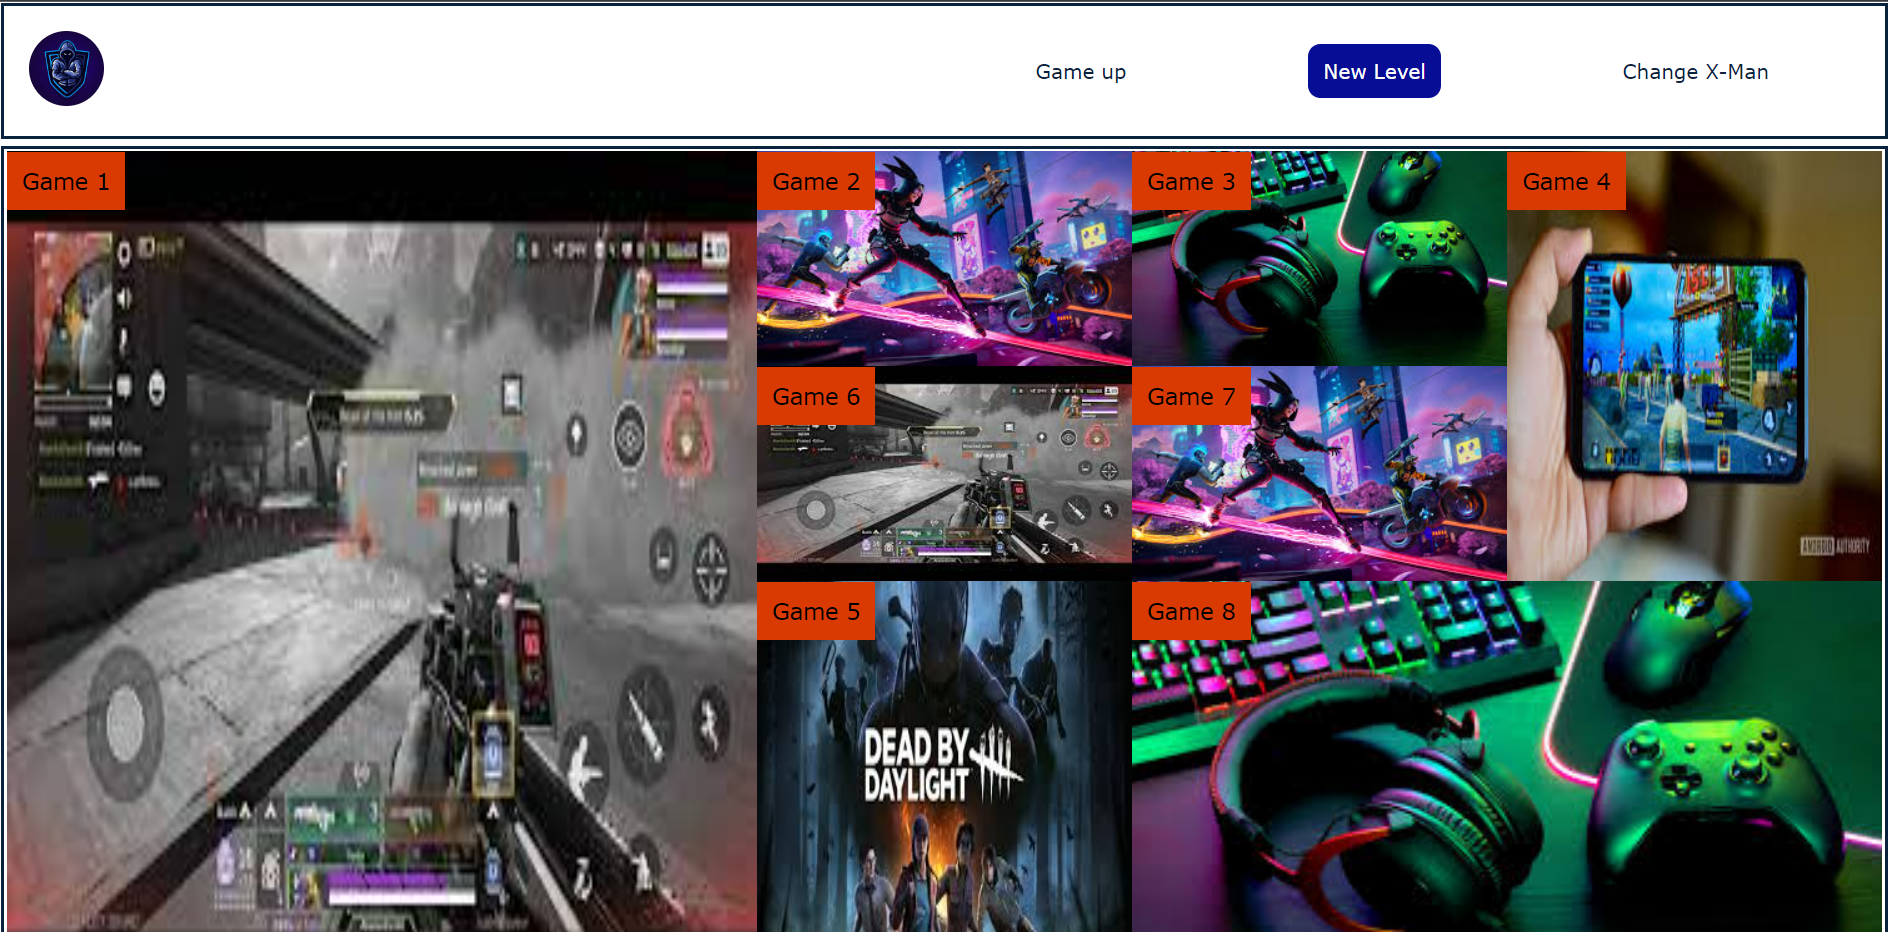 Game up
New Level
Change X-Man
Game 1
Game 2
Game 3
Game 4
Game 6
Game 7
ANDROID AUTHORITY
Game 5
Game 8
DEAD BY
DAYLIGHT